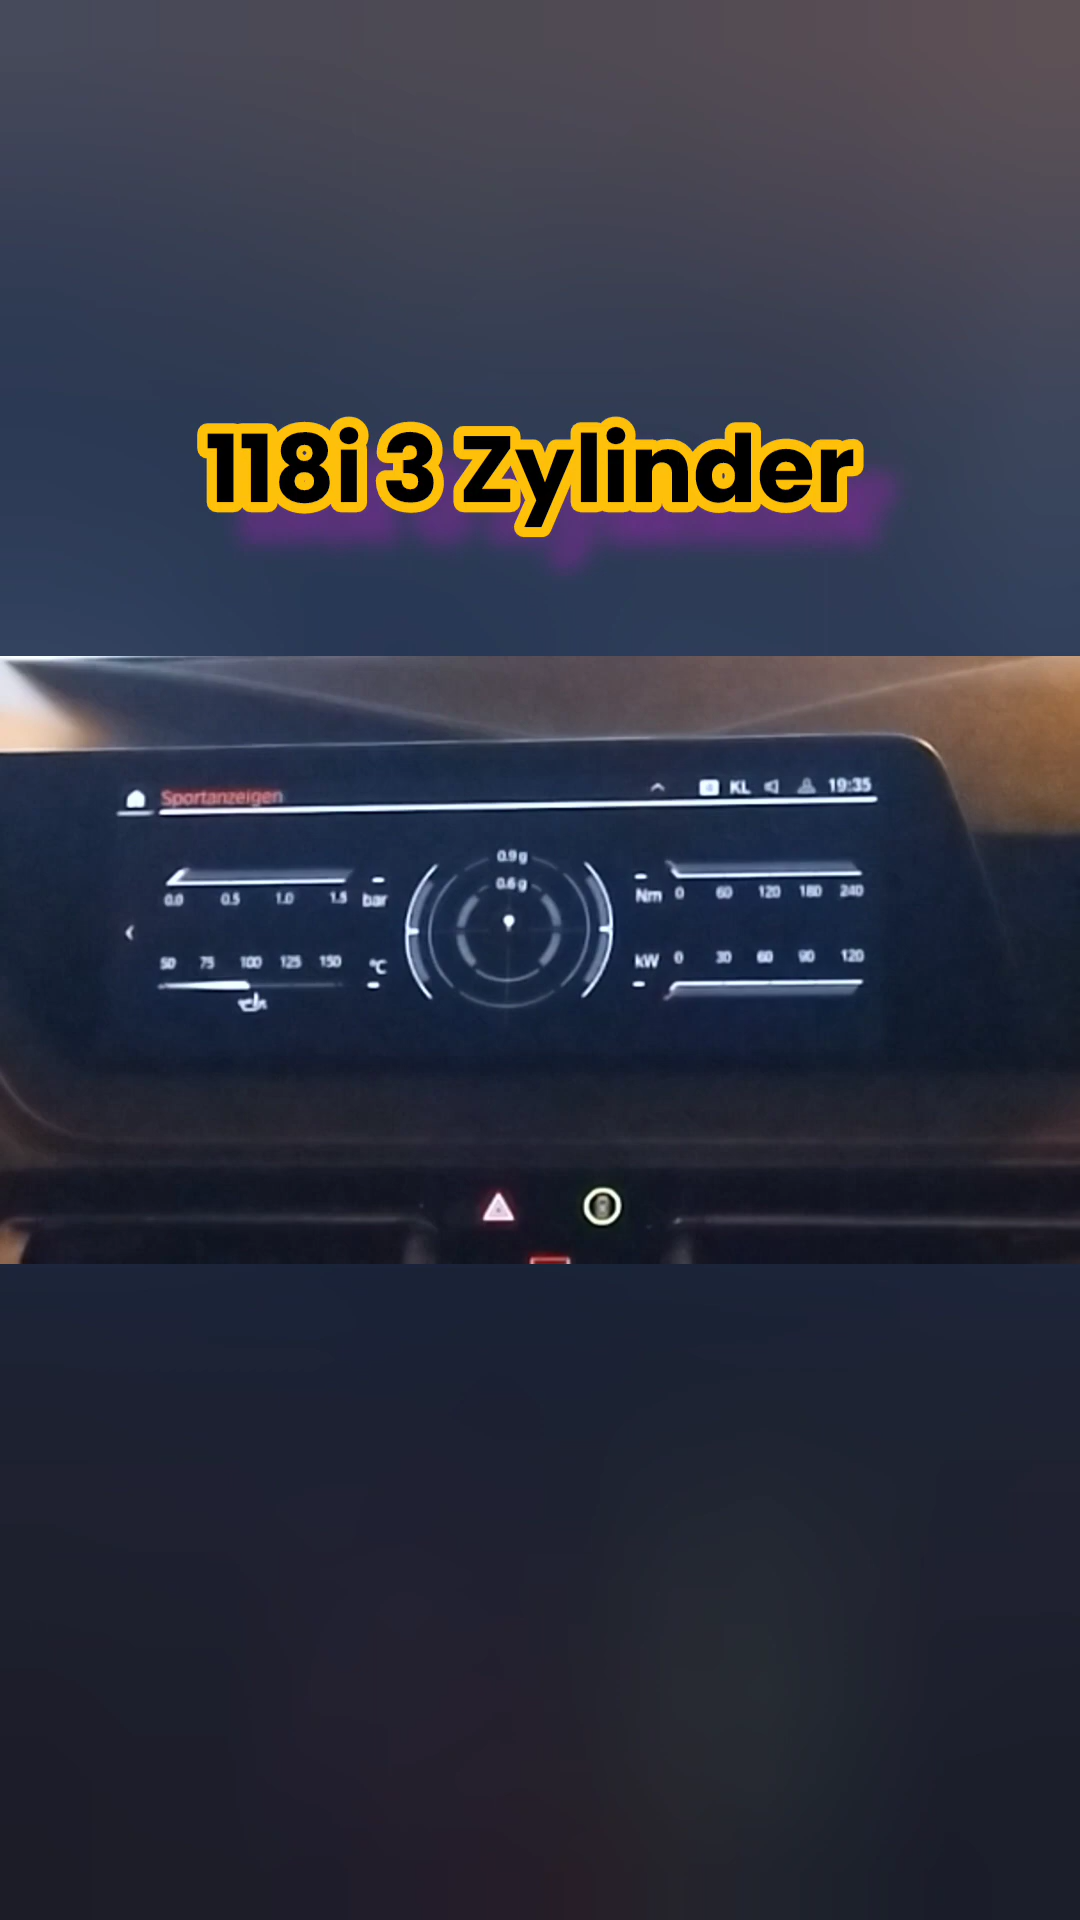 118i 3 Zylinder
Sportanzeigen
KL
19:35
0.9 g
0.6 g
0.0 0.5 1.0 1.5 bar
Nm 0 60 120 180 240
50 75 100 125 150 °C
kW 0 30 60 90 120